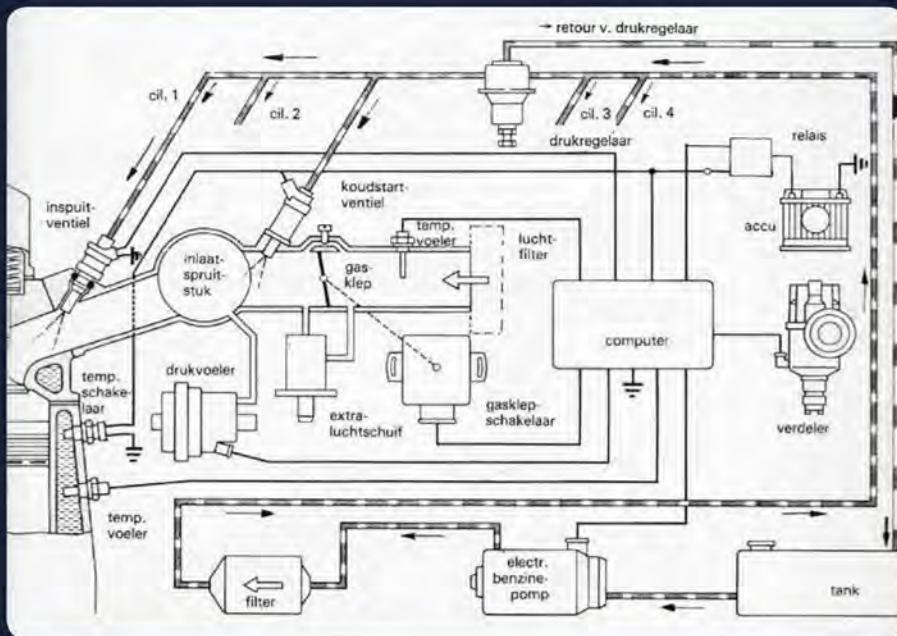 → retour v. drukregelaar
cil. 1
cil. 2
cil. 3
cil. 4
drukregelaar
relais
inspuit-
ventiel
koudstart-
ventiel
temp.
voeler
lucht-
filter
accu
inlaat-
spruit-
stuk
gas-
klep
computer
temp.
schake-
laar
drukvoeler
extra-
luchtschuif
gasklep-
schakelaar
verdeler
temp.
voeler
filter
electr.
benzine-
pomp
tank